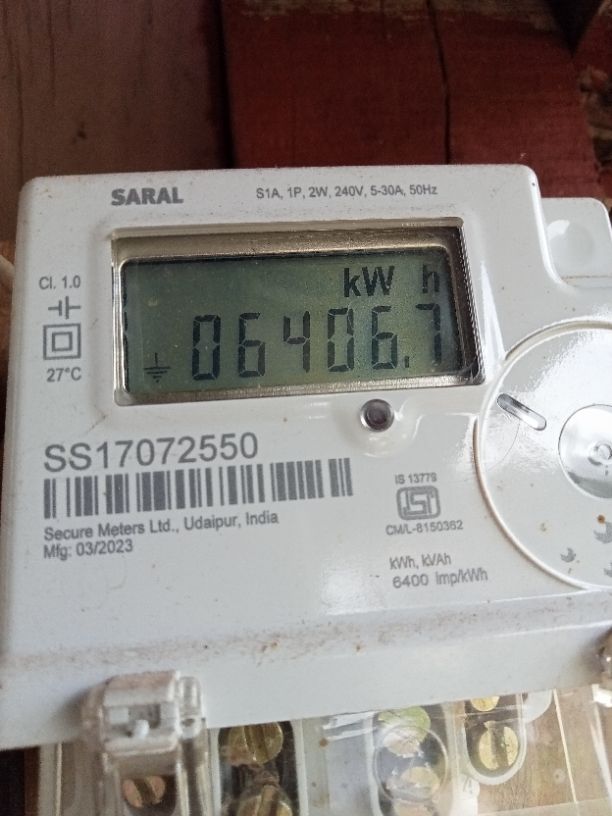 SARAL
S1A, 1P, 2W, 240V, 5-30A, 50Hz
Cl. 1.0
kW h
06406.7
27°C
SS17072550
Secure Meters Ltd., Udaipur, India
Mfg: 03/2023
IS 13779
ISI
CM/L-8150362
kWh, kVAh
6400 imp/kWh